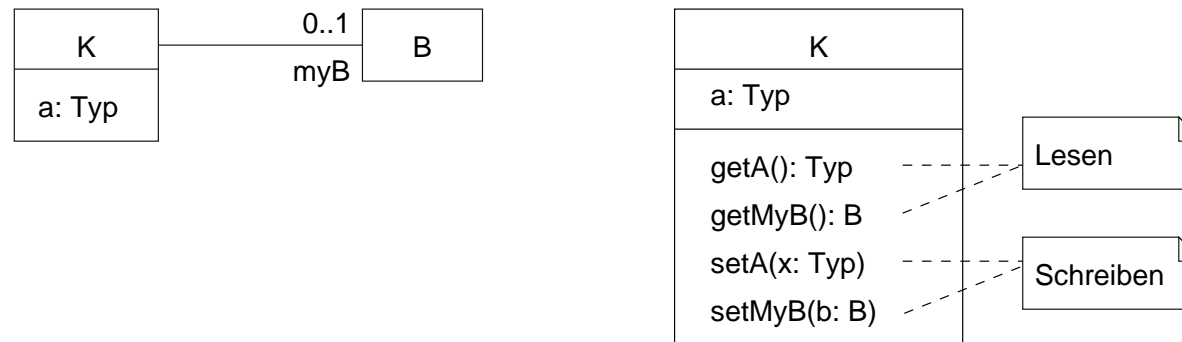 K
a: Typ
0..1
myB
B
K
a: Typ
getA(): Typ
getMyB(): B
setA(x: Typ)
setMyB(b: B)
Lesen
Schreiben